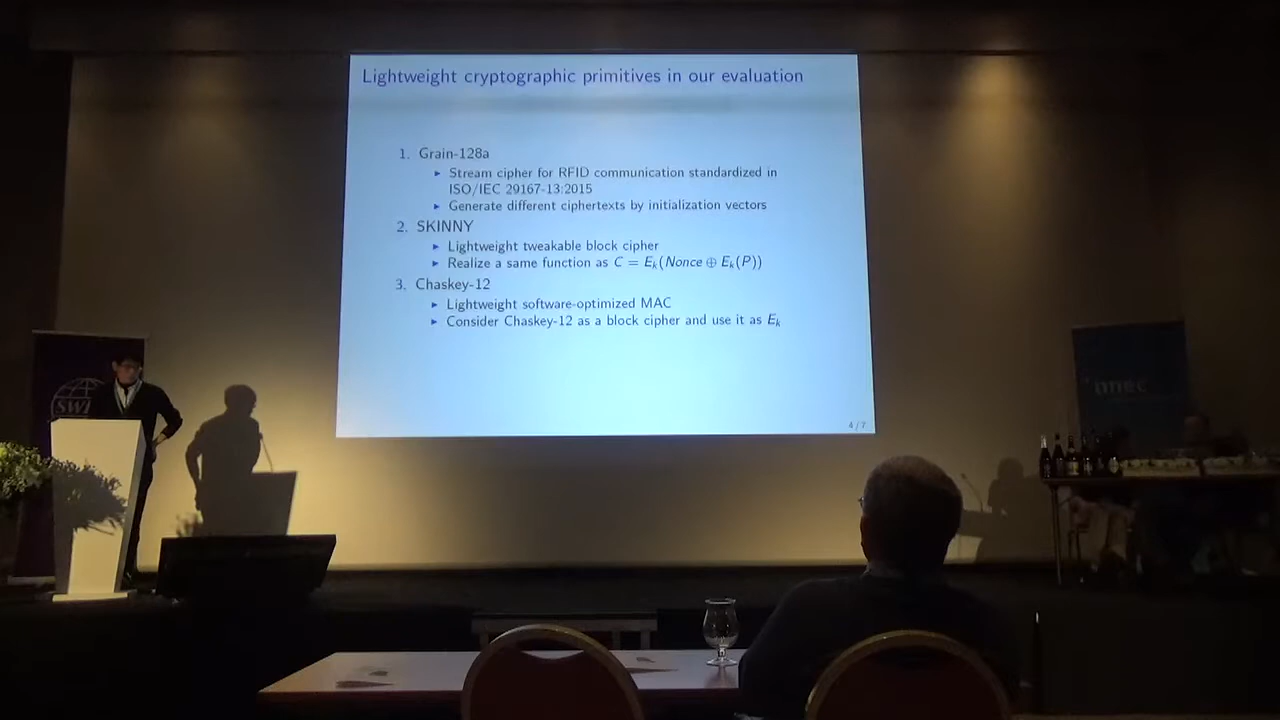 Lightweight cryptographic primitives in our evaluation
1. Grain-128a
▸ Stream cipher for RFID communication standardized in
ISO/IEC 29167-13:2015
▸ Generate different ciphertexts by initialization vectors
2. SKINNY
▸ Lightweight tweakable block cipher
▸ Realize a same function as C = Eₖ(Nonce ⊕ Eₖ(P))
3. Chaskey-12
▸ Lightweight software-optimized MAC
▸ Consider Chaskey-12 as a block cipher and use it as Eₖ
4 / 7